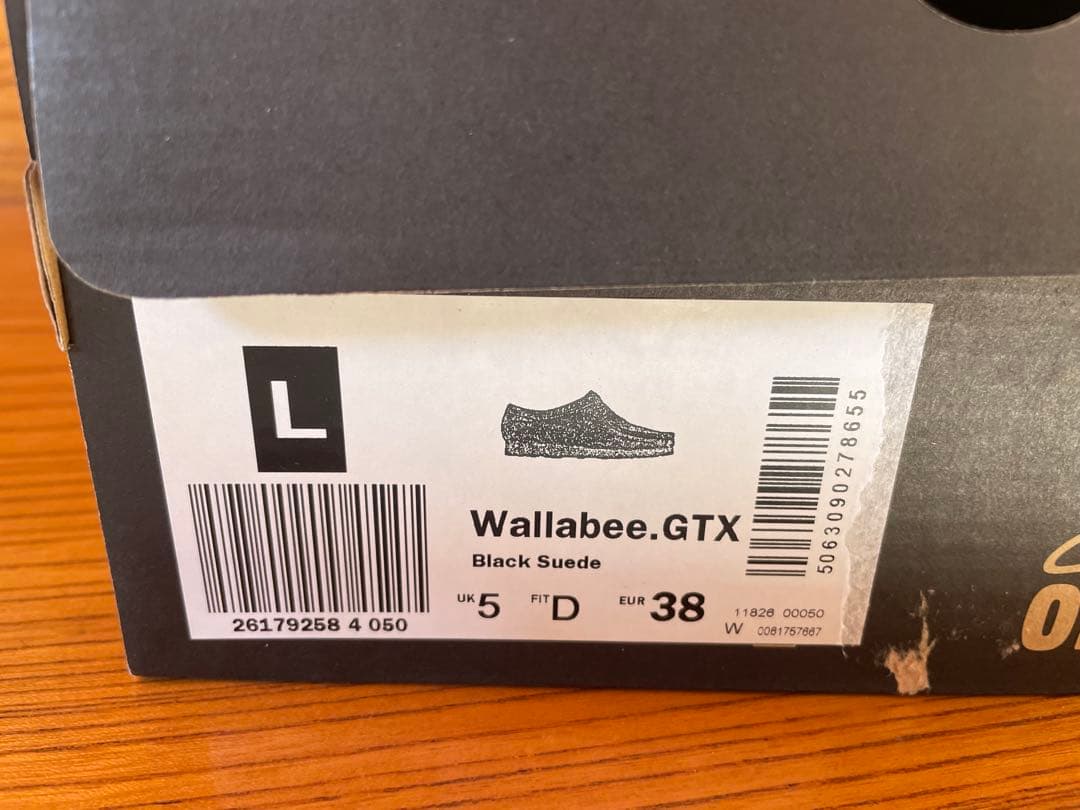 L
26179258 4 050
Wallabee.GTX
Black Suede
UK 5 FIT D EUR 38
5063090278655
11826 00050
W 0081757667